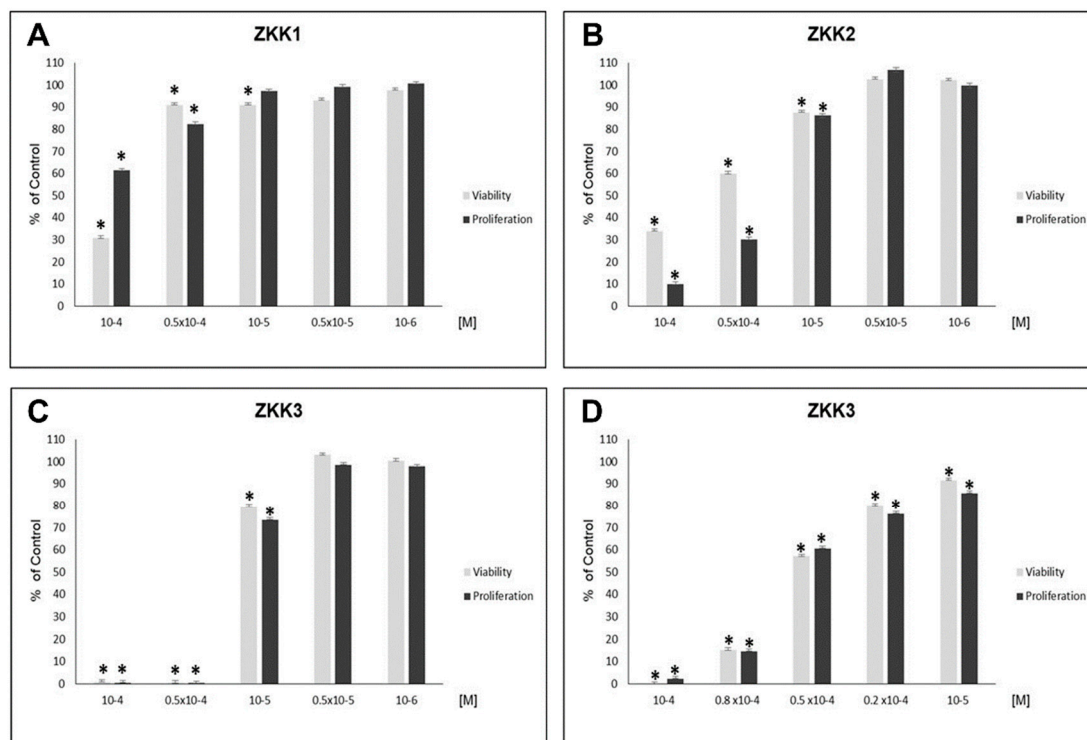 A
ZKK1
110
100
90
80
70
60
50
40
30
20
10
0
% of Control
* * * * *
10-4 0.5x10-4 10-5 0.5x10-5 10-6 [M]
Viability
Proliferation
B
ZKK2
110
100
90
80
70
60
50
40
30
20
10
0
% of Control
* * * * * *
10-4 0.5x10-4 10-5 0.5x10-5 10-6 [M]
Viability
Proliferation
C
ZKK3
110
100
90
80
70
60
50
40
30
20
10
0
% of Control
* * * * * *
10-4 0.5x10-4 10-5 0.5x10-5 10-6 [M]
Viability
Proliferation
D
ZKK3
110
100
90
80
70
60
50
40
30
20
10
0
% of Control
* * * * * * * * * *
10-4 0.8 x10-4 0.5 x10-4 0.2 x10-4 10-5 [M]
Viability
Proliferation